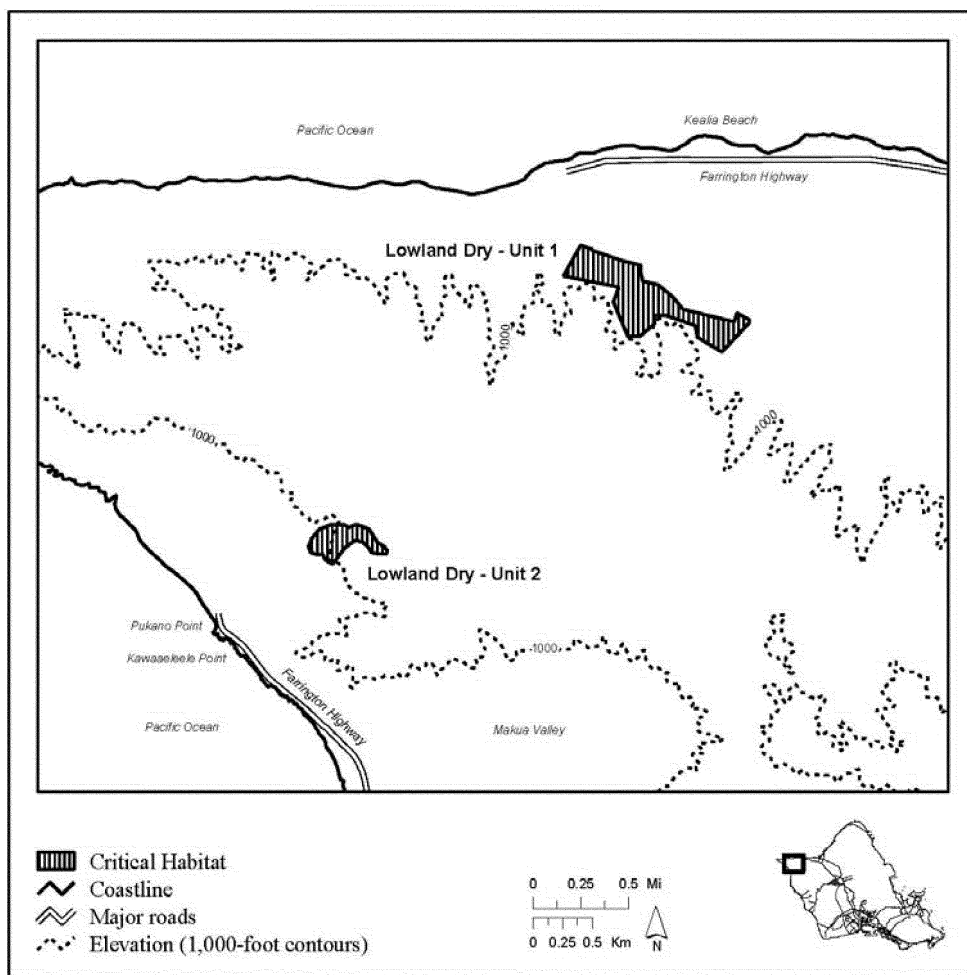 Pacific Ocean
Kealia Beach
Farrington Highway
Lowland Dry - Unit 1
1000
1000
1000
Lowland Dry - Unit 2
Pukano Point
Kawaaeleele Point
Farrington Highway
1000
Pacific Ocean
Makua Valley
Critical Habitat
Coastline
Major roads
Elevation (1,000-foot contours)
0 0.25 0.5 Mi
0 0.25 0.5 Km
N